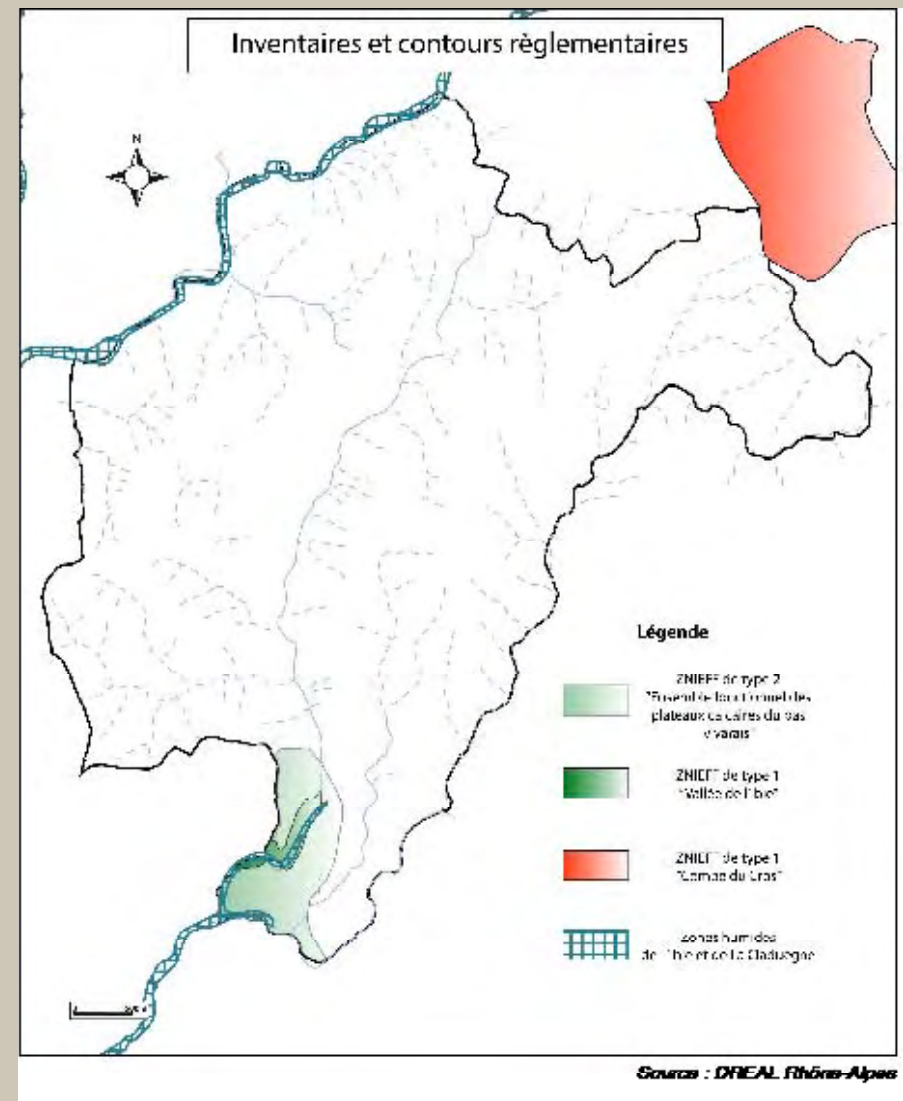 Inventaires et contours règlementaires
N
Légende
ZNIEFF de type 2
"Ensemble fonctionnel des
plateaux calcaires du bas
vivarais"
ZNIEFF de type 1
"Vallée de l'Ibie"
ZNIEFF de type 1
"Combe du Cros"
Zones humides
de l'Ibie et de La Claduegne
Source : DREAL Rhône-Alpes